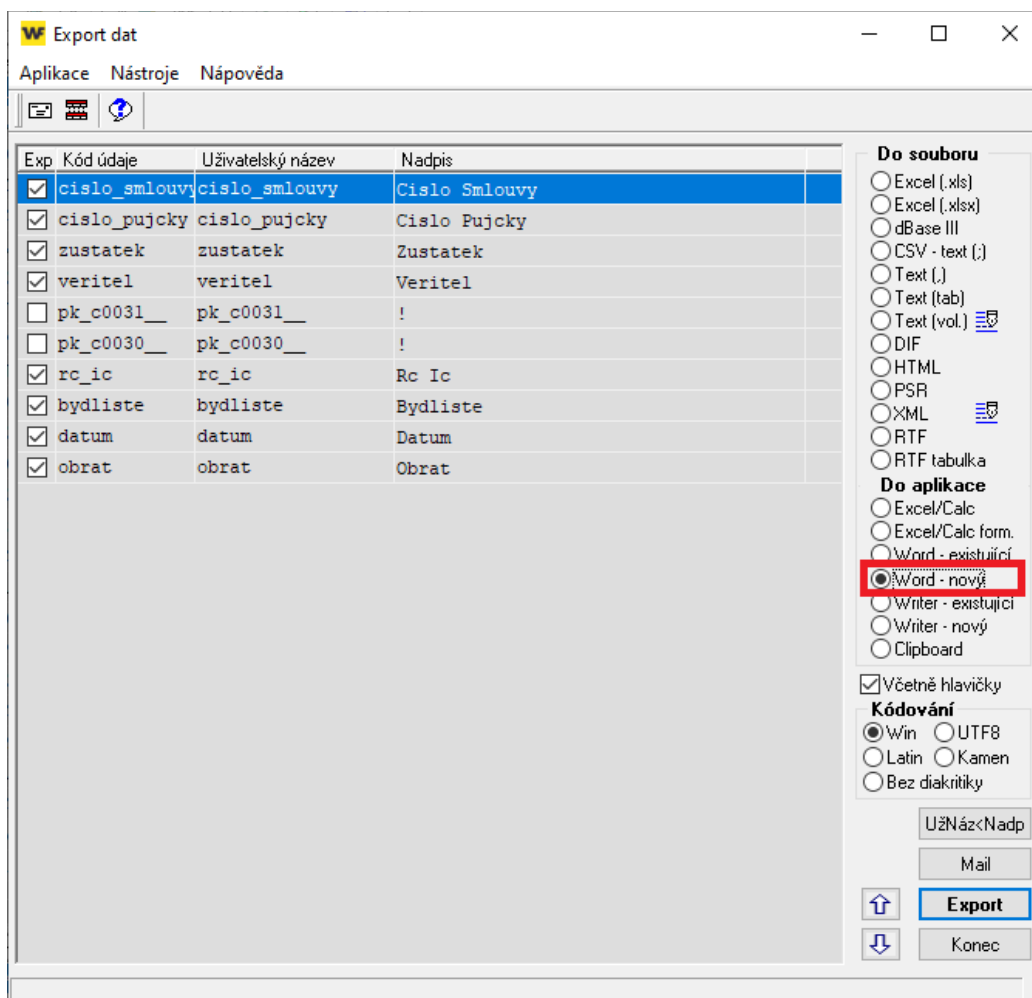 WF Export dat
Aplikace Nástroje Nápověda
Exp Kód údaje Uživatelský název Nadpis
cislo_smlouvy cislo_smlouvy Cislo Smlouvy
cislo_pujcky cislo_pujcky Cislo Pujcky
zustatek zustatek Zustatek
veritel veritel Veritel
pk_c0031__ pk_c0031__ !
pk_c0030__ pk_c0030__ !
rc_ic rc_ic Rc Ic
bydliste bydliste Bydliste
datum datum Datum
obrat obrat Obrat
Do souboru
Excel (.xls)
Excel (.xlsx)
dBase III
CSV - text (;)
Text (,)
Text (tab)
Text (vol.)
DIF
HTML
PSR
XML
RTF
RTF tabulka
Do aplikace
Excel/Calc
Excel/Calc form.
Word - existující
Word - nový
Writer - existující
Writer - nový
Clipboard
Včetně hlavičky
Kódování
Win UTF8
Latin Kamen
Bez diakritiky
UžNáz<Nadp
Mail
Export
Konec